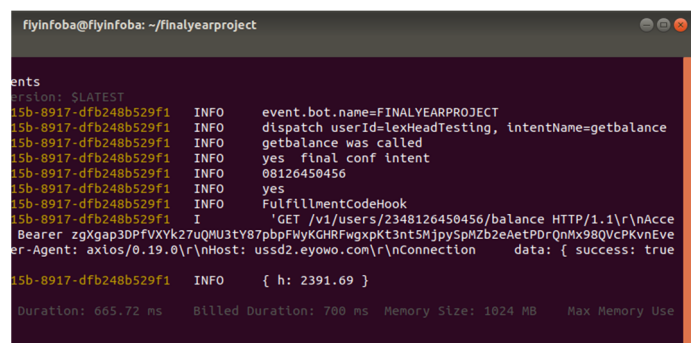 fiyinfoba@fiyinfoba: ~/finalyearproject
ents
ersion: $LATEST
15b-8917-dfb248b529f1 INFO event.bot.name=FINALYEARPROJECT
15b-8917-dfb248b529f1 INFO dispatch userId=lexHeadTesting, intentName=getbalance
15b-8917-dfb248b529f1 INFO getbalance was called
15b-8917-dfb248b529f1 INFO yes final conf intent
15b-8917-dfb248b529f1 INFO 08126450456
15b-8917-dfb248b529f1 INFO yes
15b-8917-dfb248b529f1 INFO FulfillmentCodeHook
15b-8917-dfb248b529f1 I 'GET /v1/users/2348126450456/balance HTTP/1.1\r\nAcce
Bearer zgXgap3DPfVXYk27uQMU3tY87pbpFWyKGHRFwgxpKt3nt5MjpySpMZb2eAetPDrQnMx98QVcPKvnEve
er-Agent: axios/0.19.0\r\nHost: ussd2.eyowo.com\r\nConnection data: { success: true
15b-8917-dfb248b529f1 INFO { h: 2391.69 }
Duration: 665.72 ms Billed Duration: 700 ms Memory Size: 1024 MB Max Memory Use